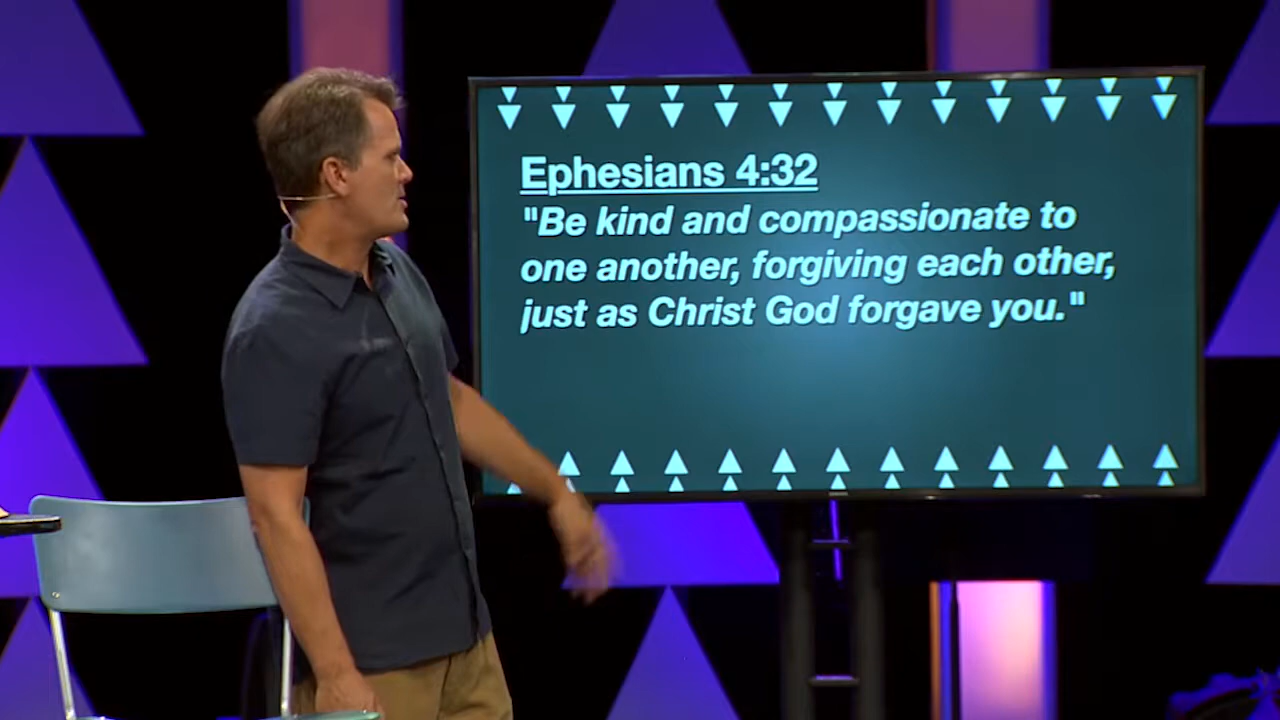 Ephesians 4:32
"Be kind and compassionate to
one another, forgiving each other,
just as Christ God forgave you."